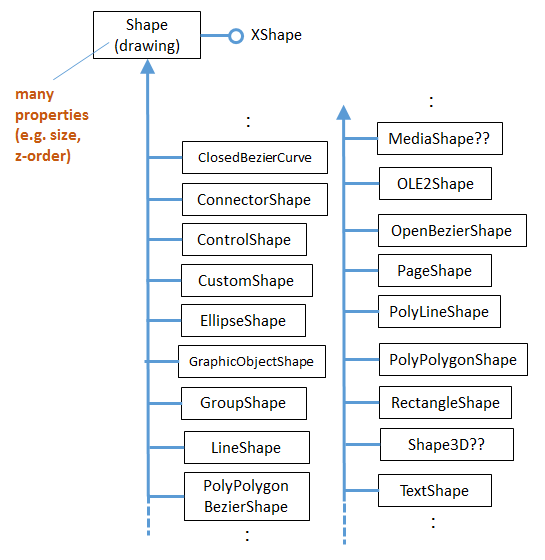 Shape
(drawing)
XShape
many
properties
(e.g. size,
z-order)
:
ClosedBezierCurve
ConnectorShape
ControlShape
CustomShape
EllipseShape
GraphicObjectShape
GroupShape
LineShape
PolyPolygon
BezierShape
:
:
MediaShape??
OLE2Shape
OpenBezierShape
PageShape
PolyLineShape
PolyPolygonShape
RectangleShape
Shape3D??
TextShape
: